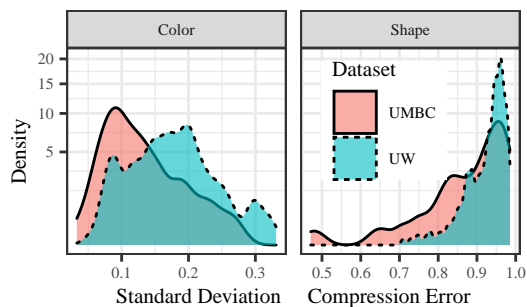 Color
Shape
20
15
10
5
Density
Dataset
UMBC
UW
0.1 0.2 0.3
0.5 0.6 0.7 0.8 0.9 1.0
Standard Deviation
Compression Error